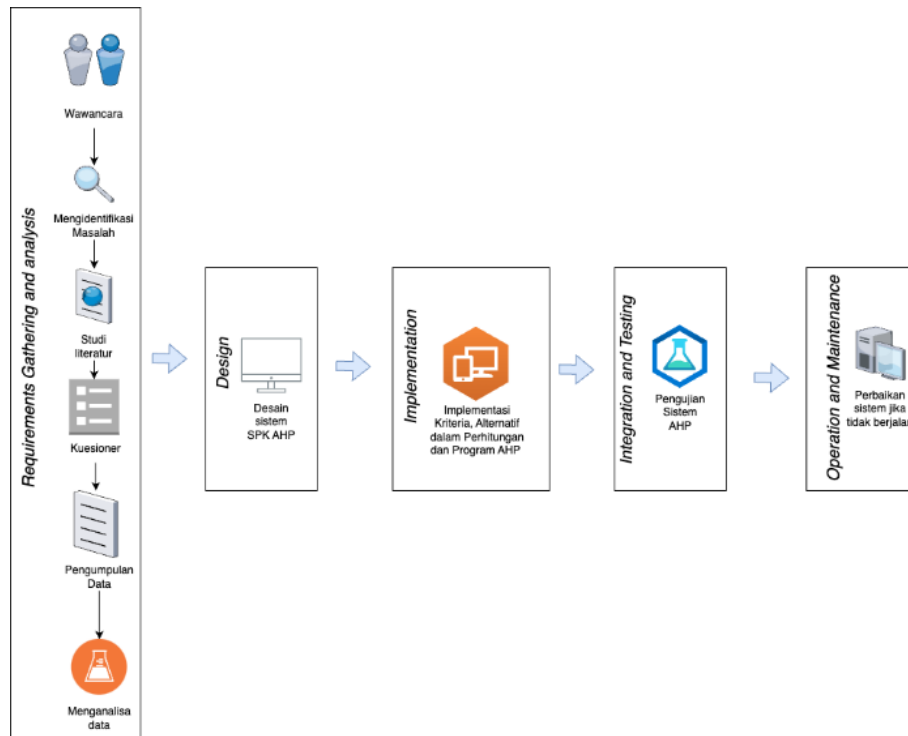 Requirements Gathering and analysis
Wawancara
Mengidentifikasi
Masalah
Studi
literatur
Kuesioner
Pengumpulan
Data
Menganalisa
data
Design
Desain
sistem
SPK AHP
Implementation
Implementasi
Kriteria, Alternatif
dalam Perhitungan
dan Program AHP
Integration and Testing
Pengujian
Sistem
AHP
Operation and Maintenance
Perbaikan
sistem jika
tidak berjalan